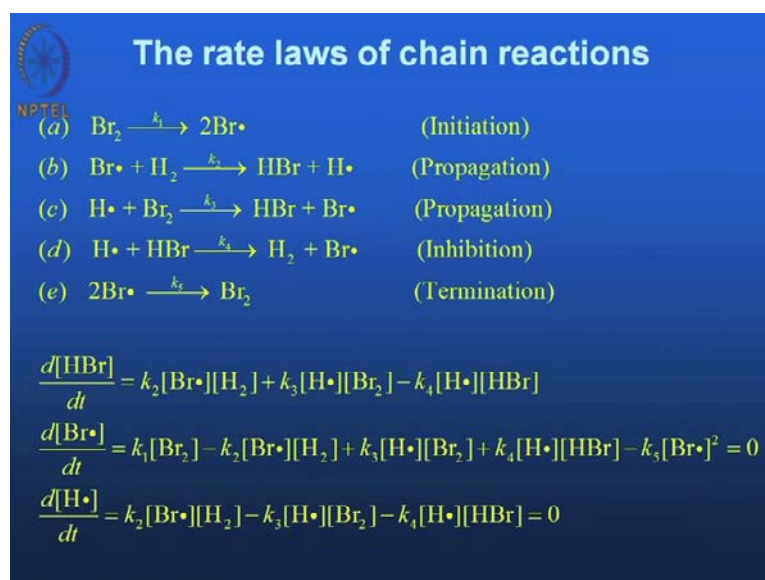 The rate laws of chain reactions
NPTEL
(a) Br₂ —k₁→ 2Br• (Initiation)
(b) Br• + H₂ —k₂→ HBr + H• (Propagation)
(c) H• + Br₂ —k₃→ HBr + Br• (Propagation)
(d) H• + HBr —k₄→ H₂ + Br• (Inhibition)
(e) 2Br• —k₅→ Br₂ (Termination)
d[HBr]/dt = k₂[Br•][H₂] + k₃[H•][Br₂] − k₄[H•][HBr]
d[Br•]/dt = k₁[Br₂] − k₂[Br•][H₂] + k₃[H•][Br₂] + k₄[H•][HBr] − k₅[Br•]² = 0
d[H•]/dt = k₂[Br•][H₂] − k₃[H•][Br₂] − k₄[H•][HBr] = 0